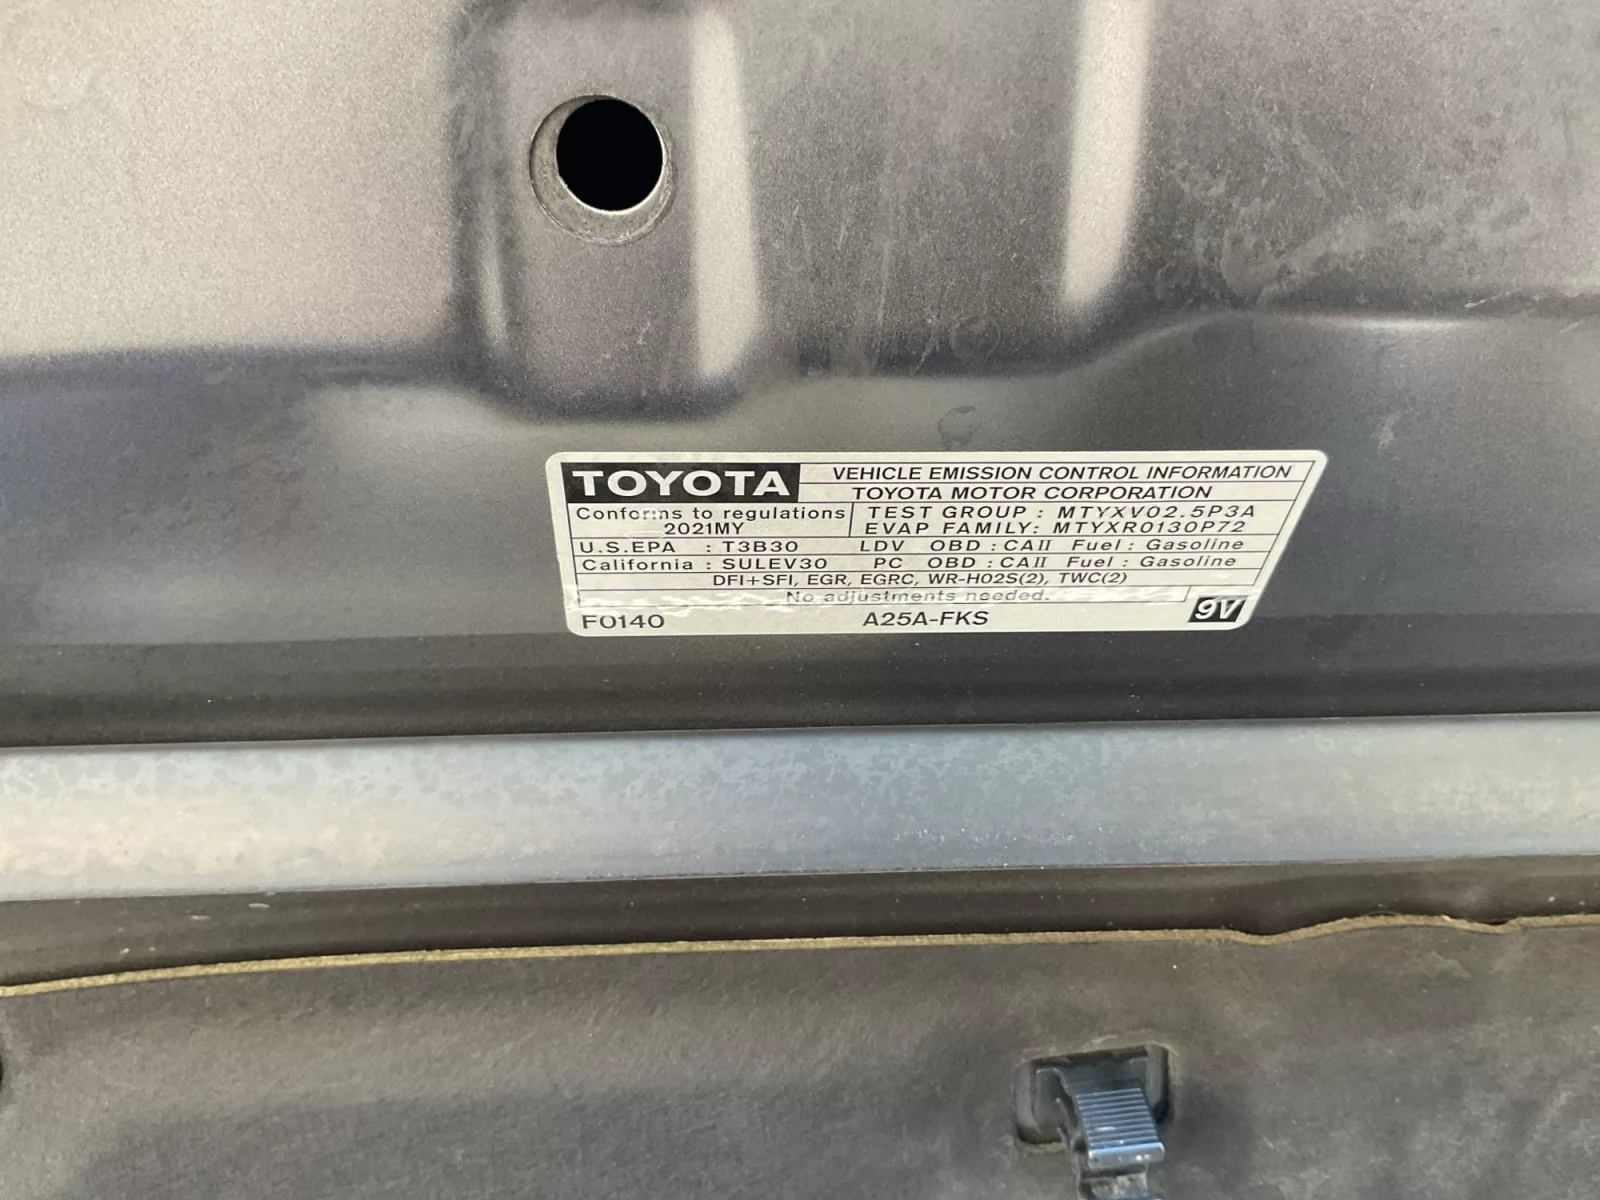 TOYOTA VEHICLE EMISSION CONTROL INFORMATION
TOYOTA MOTOR CORPORATION
Conforms to regulations TEST GROUP : MTYXV02.5P3A
2021MY EVAP FAMILY: MTYXR0130P72
U.S.EPA : T3B30 LDV OBD : CAII Fuel : Gasoline
California : SULEV30 PC OBD : CAII Fuel : Gasoline
DFI+SFI, EGR, EGRC, WR-HO2S(2), TWC(2)
No adjustments needed.
F0140 A25A-FKS 9V